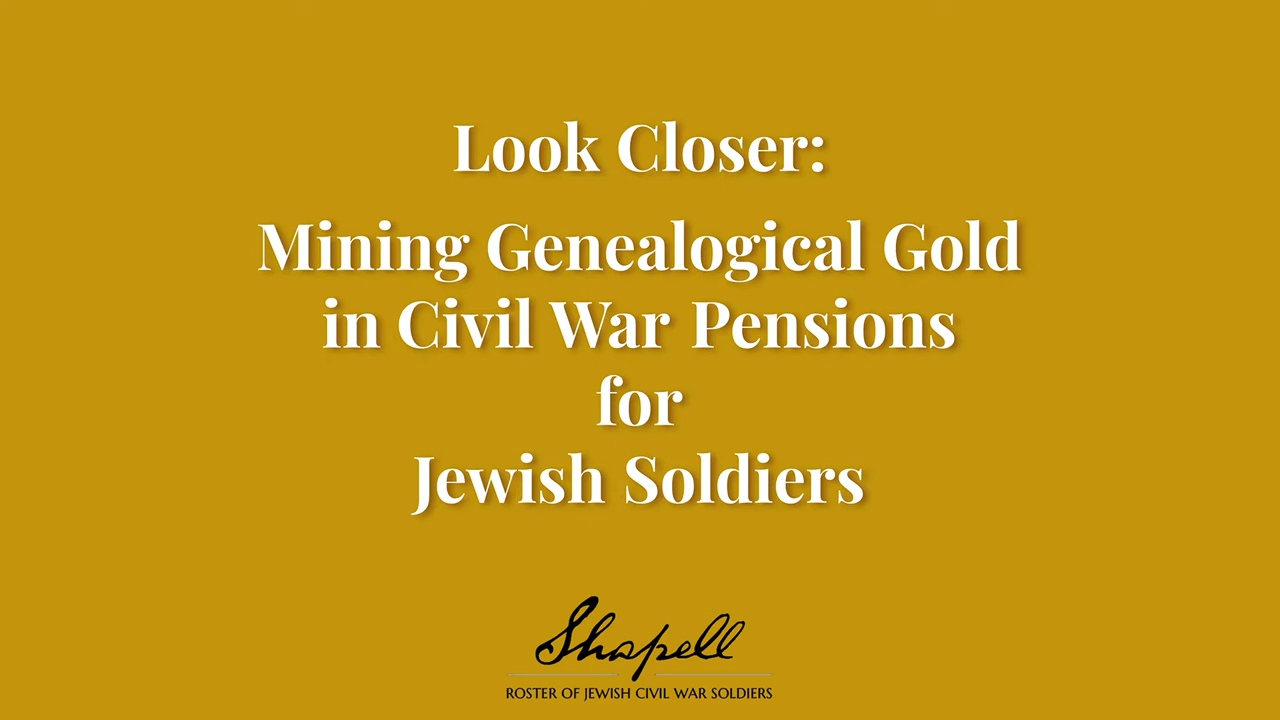 Look Closer:
Mining Genealogical Gold
in Civil War Pensions
for
Jewish Soldiers
Shapell
ROSTER OF JEWISH CIVIL WAR SOLDIERS